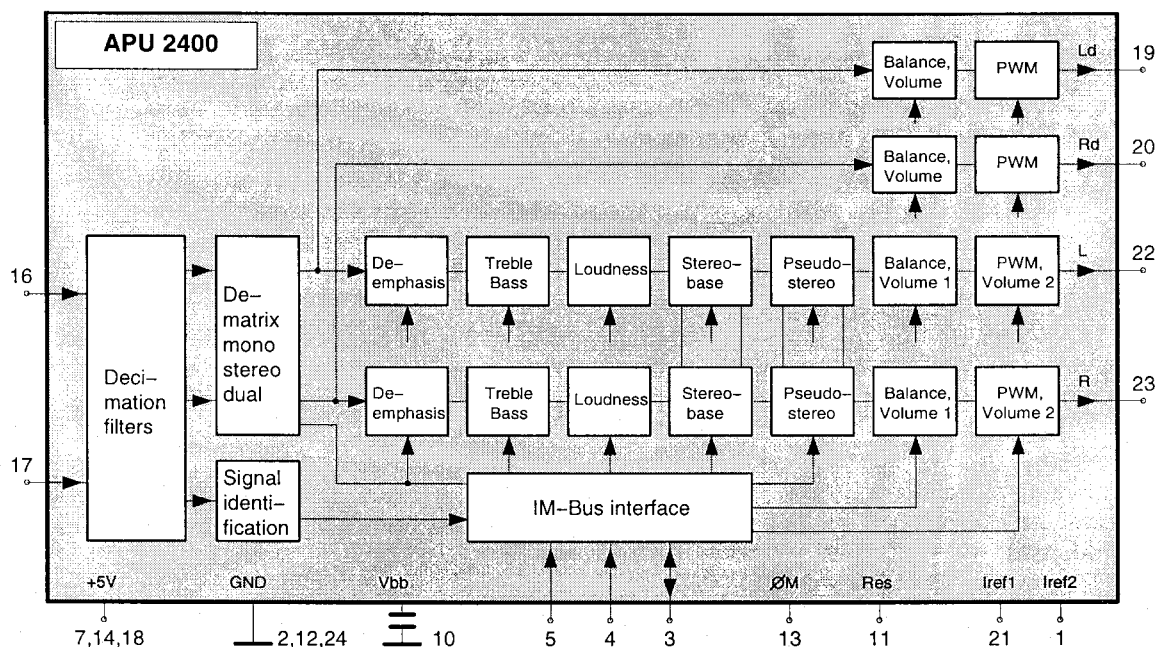 APU 2400
Balance,
Volume
PWM
Ld
19
Balance,
Volume
PWM
Rd
20
16
17
Deci–
mation
filters
De–
matrix
mono
stereo
dual
Signal
identi–
fication
De–
emphasis
Treble
Bass
Loudness
Stereo–
base
Pseudo–
stereo
Balance,
Volume 1
PWM,
Volume 2
L
22
De–
emphasis
Treble
Bass
Loudness
Stereo–
base
Pseudo–
stereo
Balance,
Volume 1
PWM,
Volume 2
R
23
IM–Bus interface
+5V
GND
Vbb
ØM
Res
Iref1
Iref2
7,14,18
2,12,24
10
5
4
3
13
11
21
1